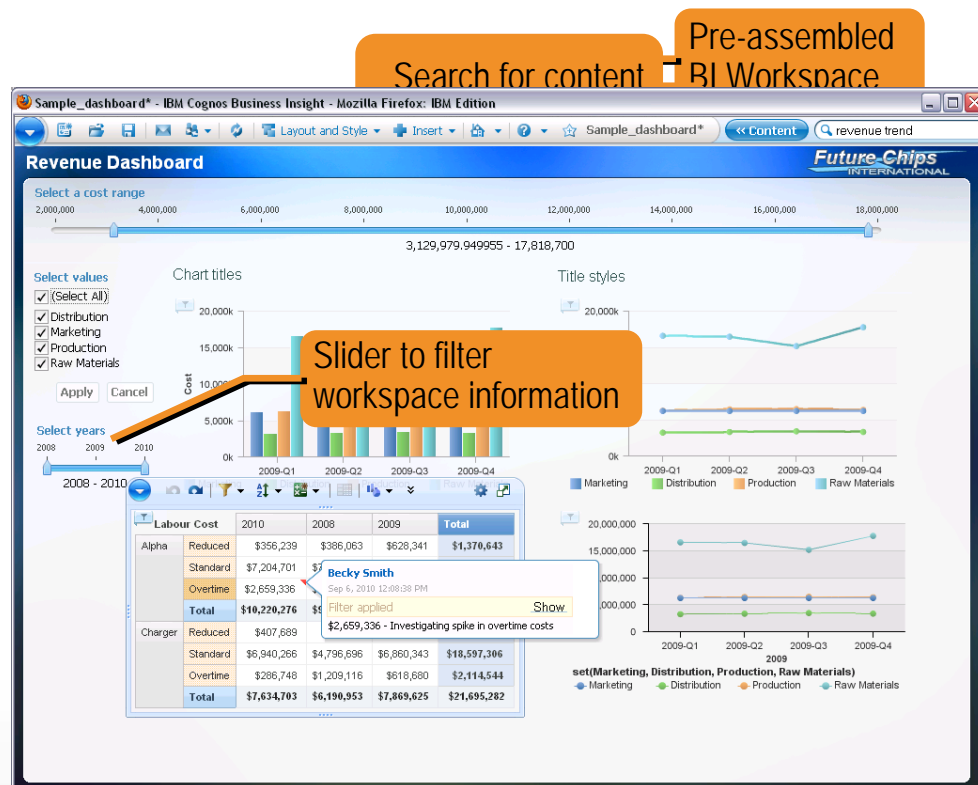 Pre-assembled
BI Workspace
Search for content
Sample_dashboard* - IBM Cognos Business Insight - Mozilla Firefox: IBM Edition
Layout and Style
Insert
Sample_dashboard*
«Content
revenue trend
Revenue Dashboard
Future-Chips
INTERNATIONAL
Select a cost range
2,000,000 4,000,000 6,000,000 8,000,000 10,000,000 12,000,000 14,000,000 16,000,000 18,000,000
3,129,979.949955 - 17,818,700
Select values
(Select All)
Distribution
Marketing
Production
Raw Materials
Apply Cancel
Select years
2008 2009 2010
2008 - 2010
Chart titles
20,000k
15,000k
10,000k
5,000k
0k
Cost
2009-Q1 2009-Q2 2009-Q3 2009-Q4
Slider to filter
workspace information
Title styles
20,000k
0k
2009-Q1 2009-Q2 2009-Q3 2009-Q4
Marketing Distribution Production Raw Materials
Labour Cost 2010 2008 2009 Total
Alpha Reduced $356,239 $386,063 $628,341 $1,370,643
Standard $7,204,701
Overtime $2,659,336
Total $10,220,276
Charger Reduced $407,689
Standard $6,940,266 $4,796,696 $6,860,343 $18,597,306
Overtime $286,748 $1,209,116 $618,680 $2,114,544
Total $7,634,703 $6,190,953 $7,869,625 $21,695,282
Becky Smith
Sep 6, 2010 12:08:38 PM
Filter applied Show
$2,659,336 - Investigating spike in overtime costs
20,000,000
15,000,000
0
2009-Q1 2009-Q2 2009-Q3 2009-Q4
2009
set(Marketing, Distribution, Production, Raw Materials)
Marketing Distribution Production Raw Materials